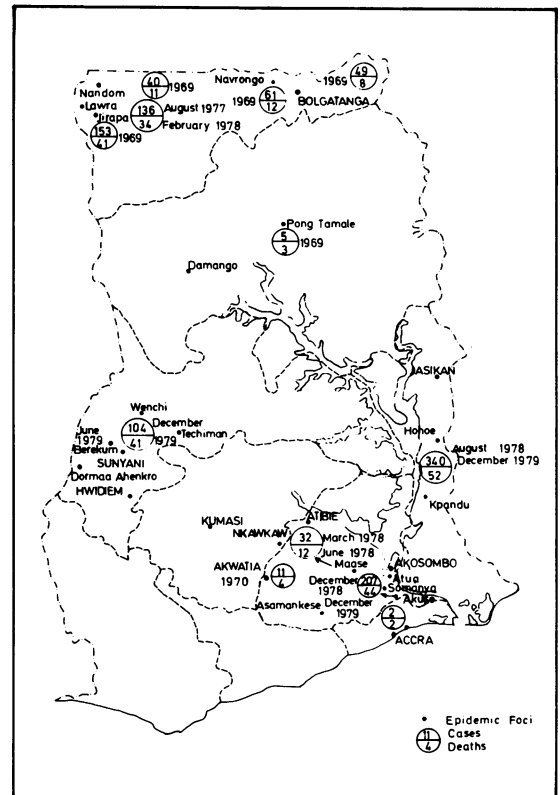 40
11
1969
Nandom
Lawra
Jirapa
136
34
August 1977
February 1978
153
41
1969
Navrongo
1969
61
12
BOLGATANGA
1969
49
8
Pong Tamale
5
3
1969
Damango
JASIKAN
Wenchi
June
1979
104
41
December
1979
Techiman
Berekum
SUNYANI
Dormaa Ahenkro
HWIDIEM
Hohoe
August 1978
December 1979
340
52
Kpandu
KUMASI
ATIBIE
NKAWKAW
32
12
March 1978
June 1978
Maase
AKWATIA
1970
11
4
AKOSOMBO
Atua
Somanya
Akuse
December
1978
207
44
Asamankese
December
1979
2
2
ACCRA
Epidemic Foci
11
4
Cases
Deaths